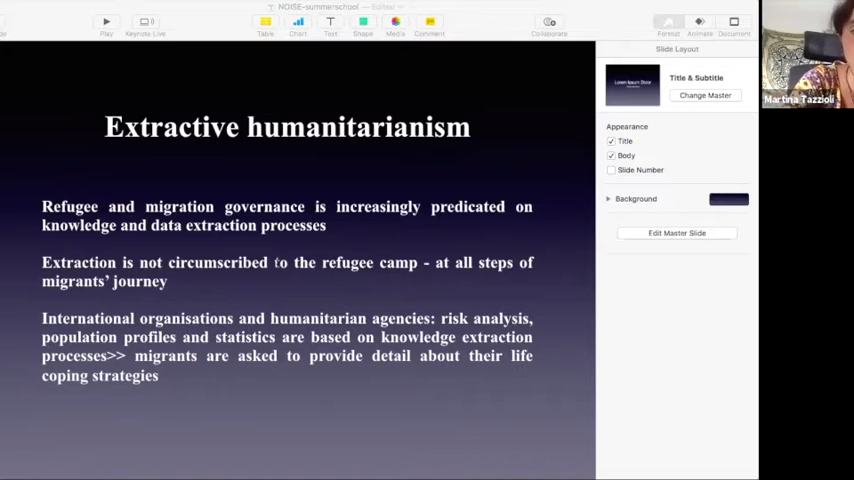 NOISE-summerschool — Edited
Play
Keynote Live
Table
Chart
Text
Shape
Media
Comment
Collaborate
Format
Animate
Document
Extractive humanitarianism
Refugee and migration governance is increasingly predicated on
knowledge and data extraction processes
Extraction is not circumscribed to the refugee camp - at all steps of
migrants' journey
International organisations and humanitarian agencies: risk analysis,
population profiles and statistics are based on knowledge extraction
processes>> migrants are asked to provide detail about their life
coping strategies
Slide Layout
Title & Subtitle
Change Master
Appearance
Title
Body
Slide Number
Background
Edit Master Slide
Martina Tazzioli